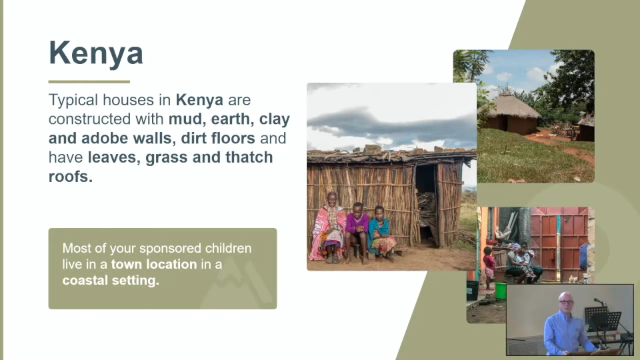 Kenya
Typical houses in Kenya are
constructed with mud, earth, clay
and adobe walls, dirt floors and
have leaves, grass and thatch
roofs.
Most of your sponsored children
live in a town location in a
coastal setting.